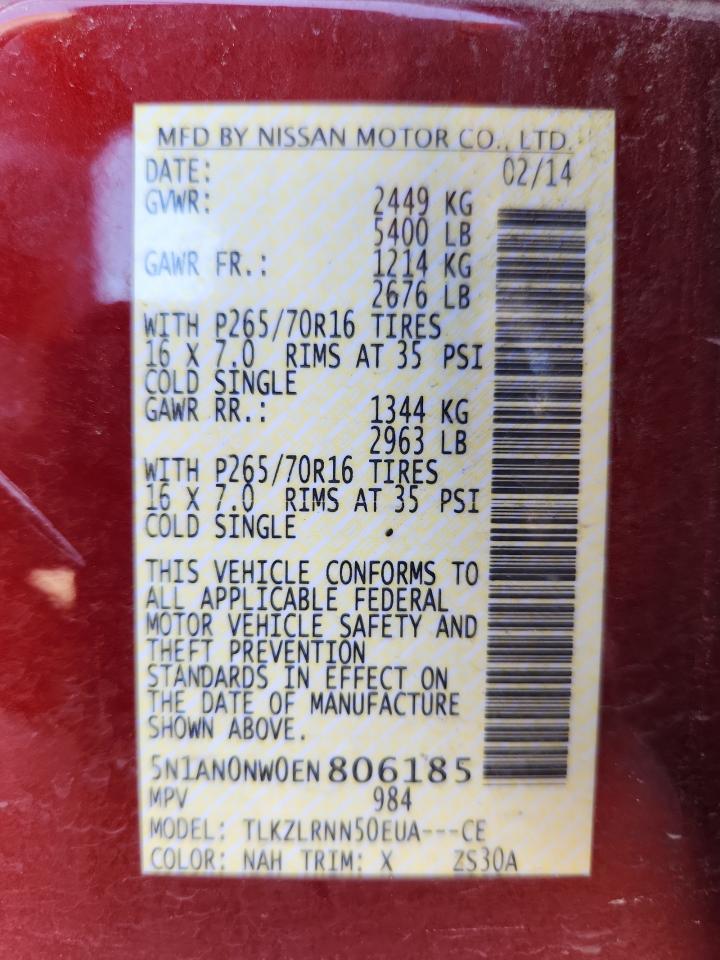 MFD BY NISSAN MOTOR CO., LTD.
DATE: 02/14
GVWR: 2449 KG
5400 LB
GAWR FR.: 1214 KG
2676 LB
WITH P265/70R16 TIRES
16 X 7.0 RIMS AT 35 PSI
COLD SINGLE
GAWR RR.: 1344 KG
2963 LB
WITH P265/70R16 TIRES
16 X 7.0 RIMS AT 35 PSI
COLD SINGLE
THIS VEHICLE CONFORMS TO
ALL APPLICABLE FEDERAL
MOTOR VEHICLE SAFETY AND
THEFT PREVENTION
STANDARDS IN EFFECT ON
THE DATE OF MANUFACTURE
SHOWN ABOVE.
5N1AN0NW0EN806185
MPV 984
MODEL: TLKZLRNN50EUA---CE
COLOR: NAH TRIM: X ZS30A